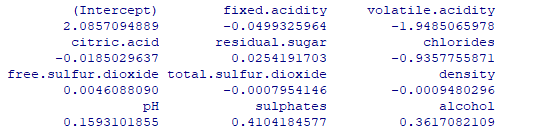 (Intercept) fixed.acidity volatile.acidity
2.0857094889 -0.0499325964 -1.9485065978
citric.acid residual.sugar chlorides
-0.0185029637 0.0254191703 -0.9357755871
free.sulfur.dioxide total.sulfur.dioxide density
0.0046088090 -0.0007954146 -0.0009480296
pH sulphates alcohol
0.1593101855 0.4104184577 0.3617082109